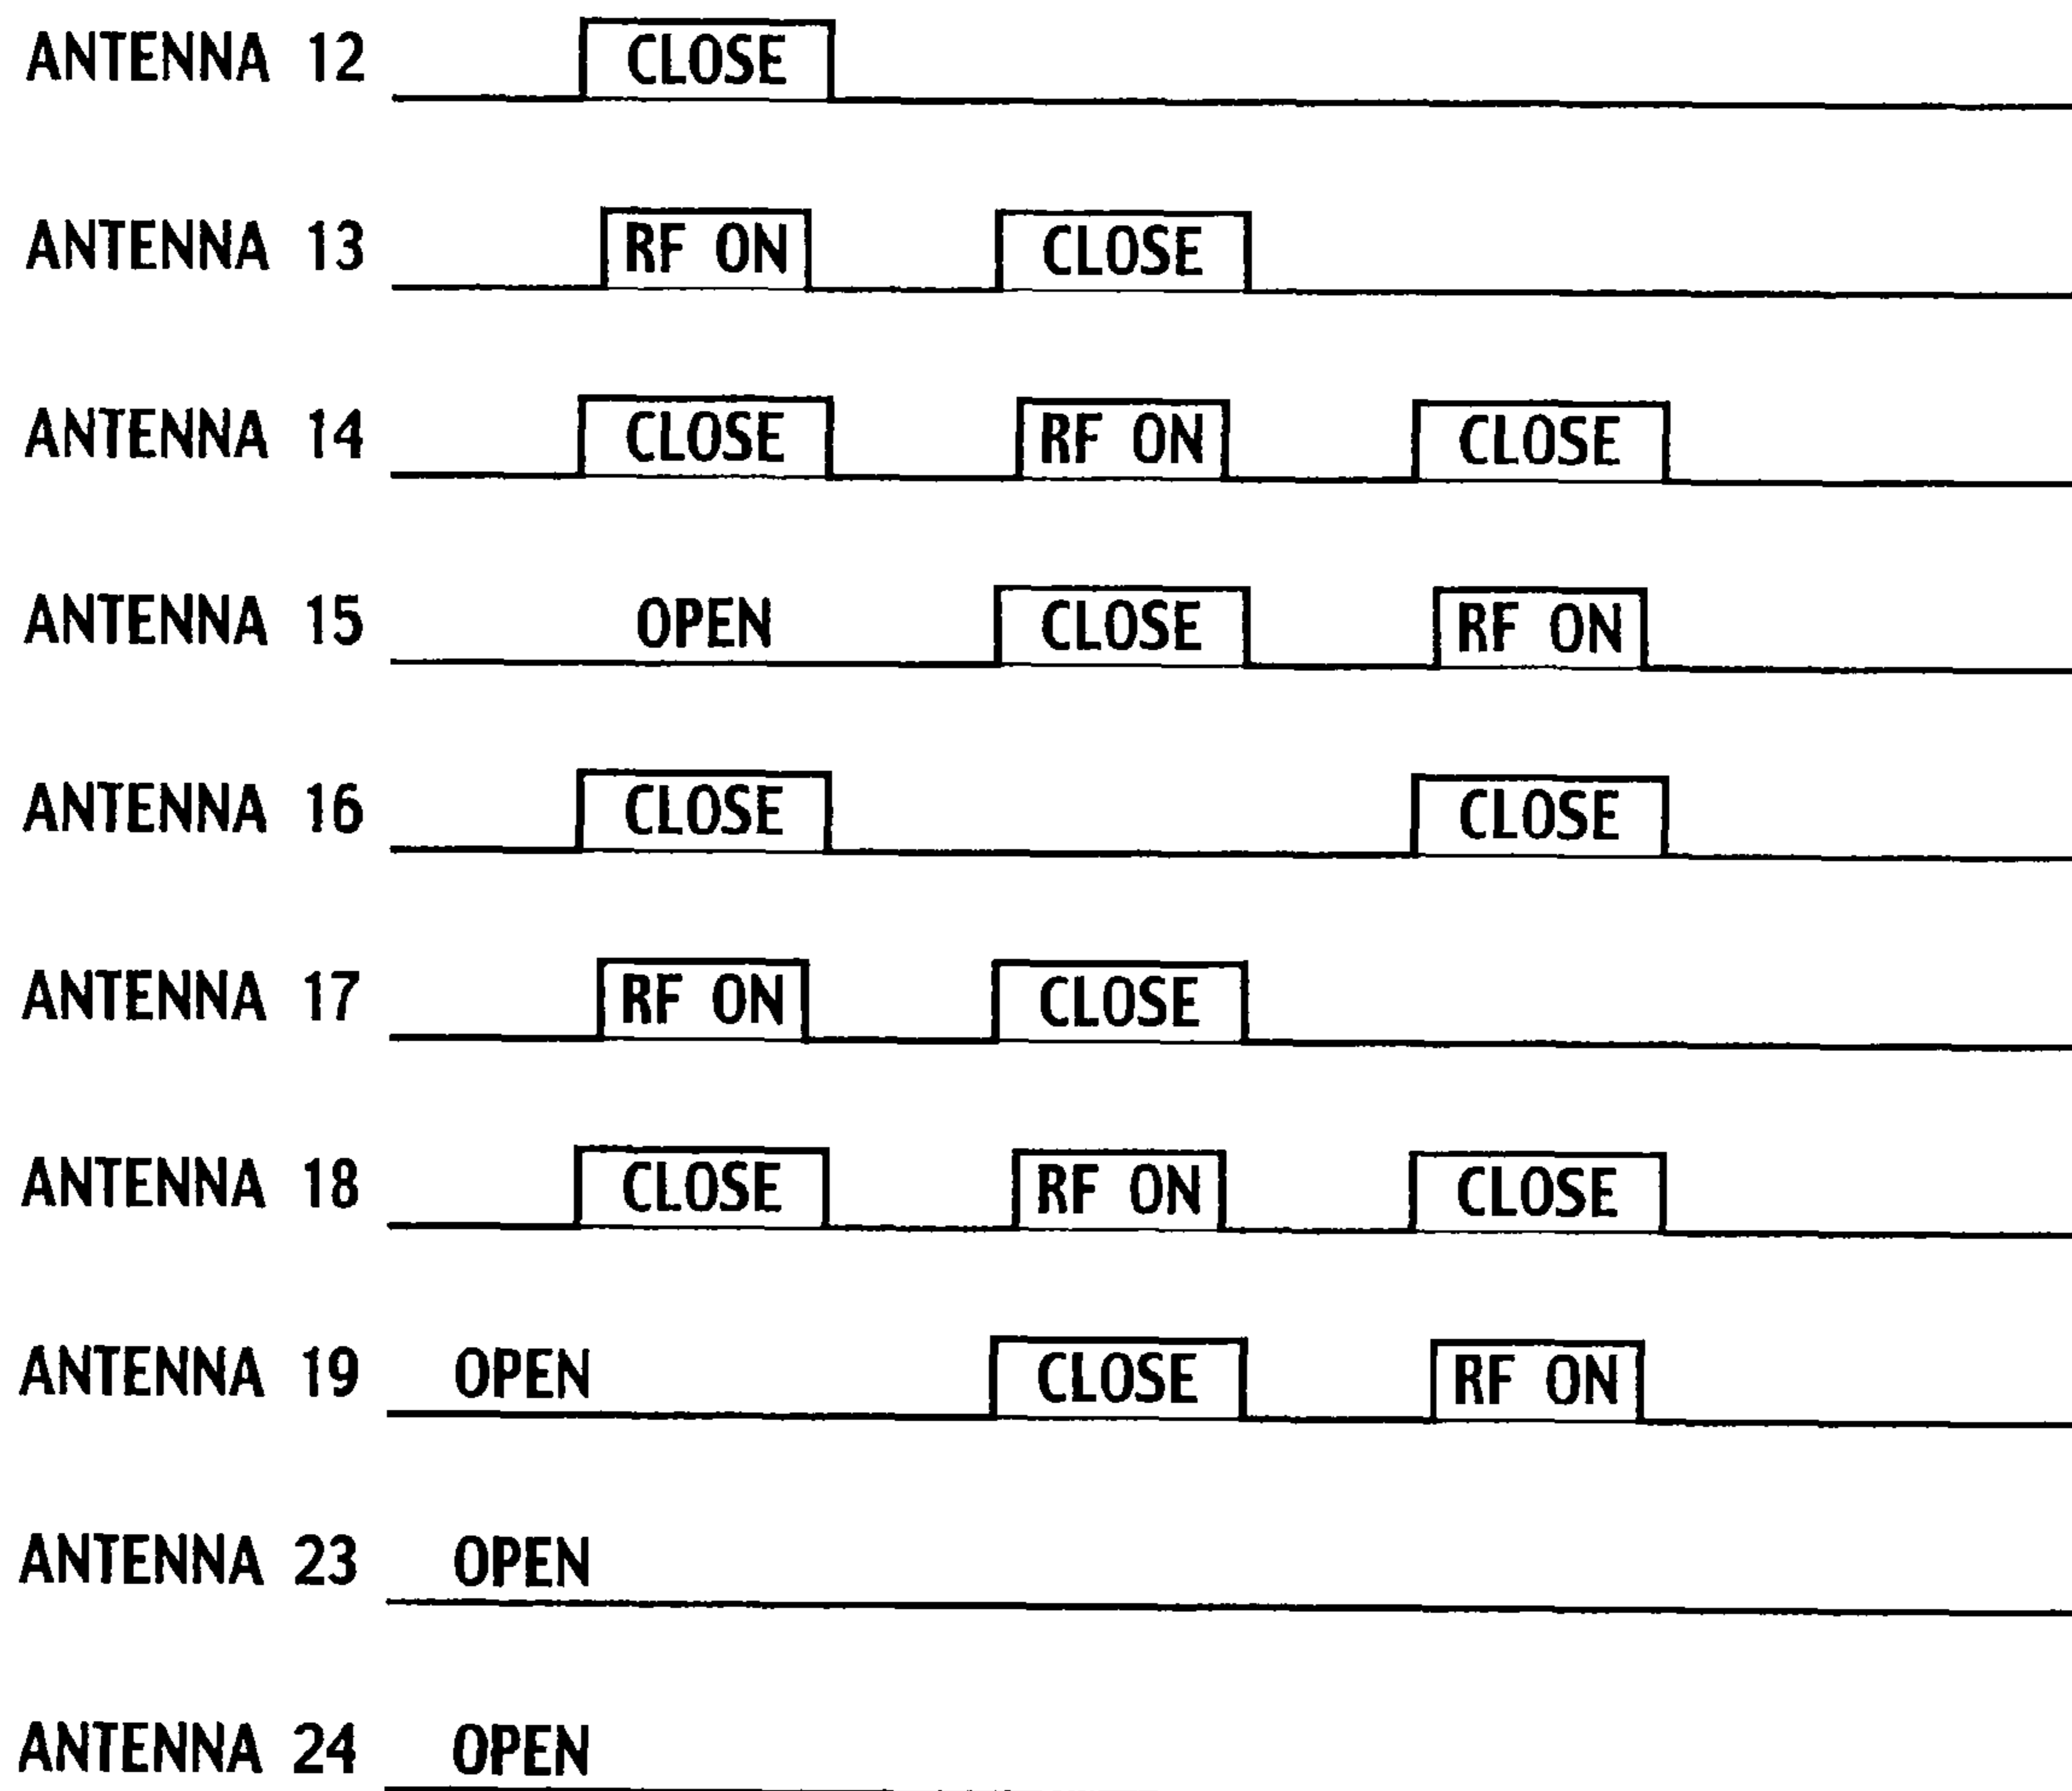 ANTENNA 12 CLOSE
ANTENNA 13 RF ON CLOSE
ANTENNA 14 CLOSE RF ON CLOSE
ANTENNA 15 OPEN CLOSE RF ON
ANTENNA 16 CLOSE CLOSE
ANTENNA 17 RF ON CLOSE
ANTENNA 18 CLOSE RF ON CLOSE
ANTENNA 19 OPEN CLOSE RF ON
ANTENNA 23 OPEN
ANTENNA 24 OPEN